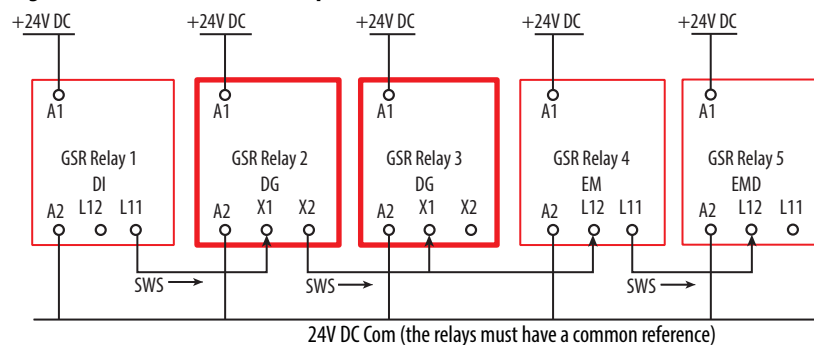 +24V DC +24V DC +24V DC +24V DC +24V DC
A1 A1 A1 A1 A1
GSR Relay 1 GSR Relay 2 GSR Relay 3 GSR Relay 4 GSR Relay 5
DI DG DG EM EMD
A2 L12 L11 A2 X1 X2 A2 X1 X2 A2 L12 L11 A2 L12 L11
SWS SWS SWS
24V DC Com (the relays must have a common reference)